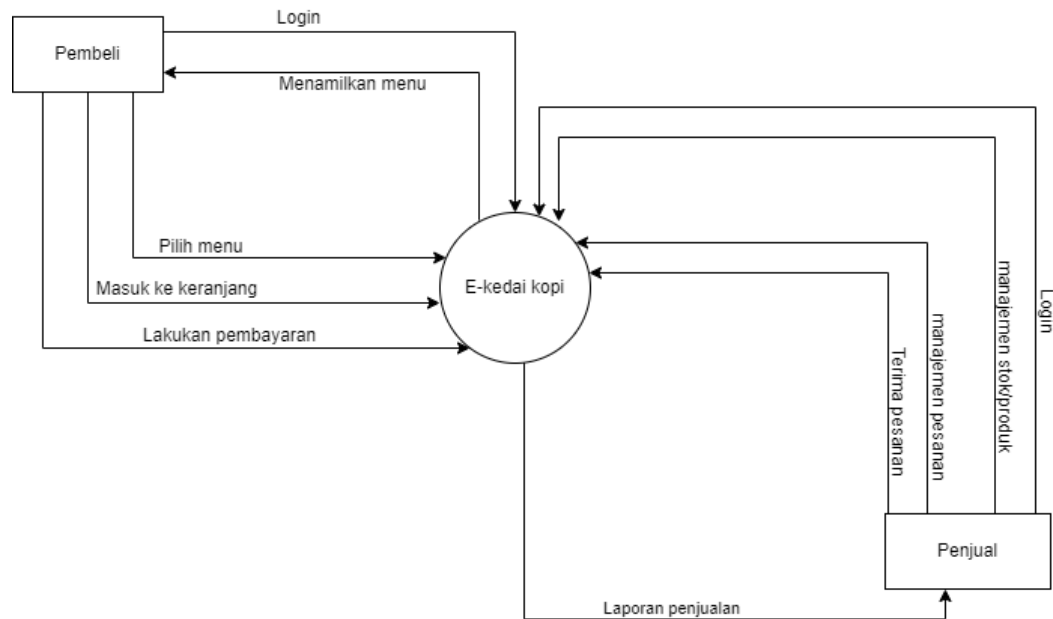 Login
Pembeli
Menamilkan menu
Pilih menu
Masuk ke keranjang
Lakukan pembayaran
E-kedai kopi
Terima pesanan
manajemen pesanan
manajemen stok/produk
Login
Penjual
Laporan penjualan